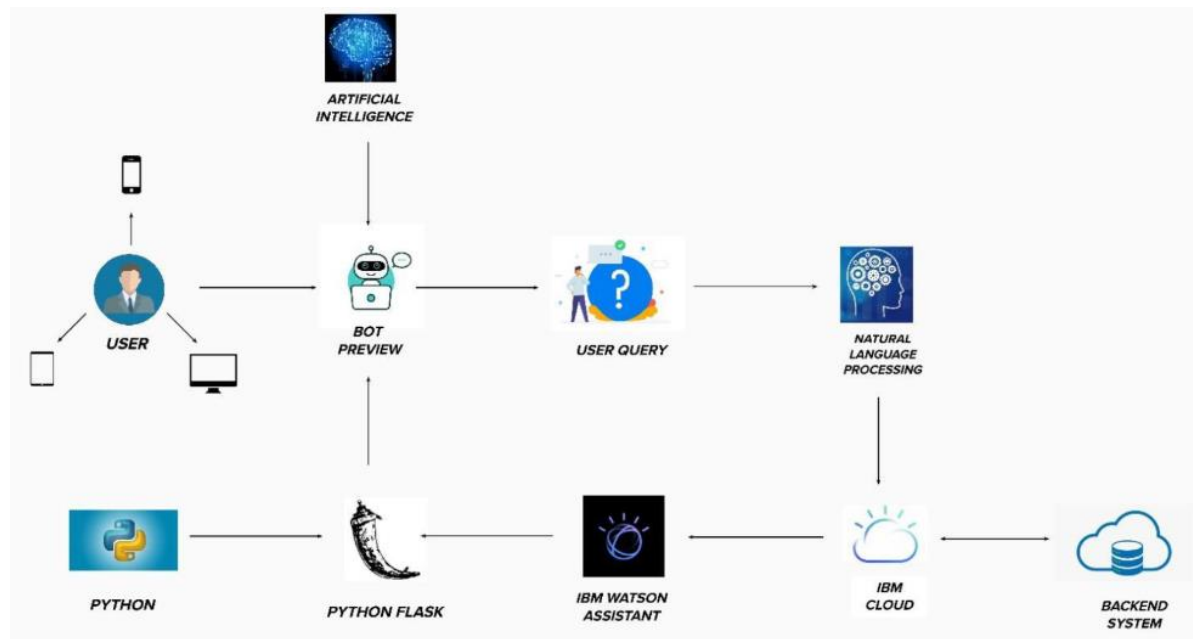 ARTIFICIAL
INTELLIGENCE
USER
BOT
PREVIEW
USER QUERY
NATURAL
LANGUAGE
PROCESSING
PYTHON
PYTHON FLASK
IBM WATSON
ASSISTANT
IBM
CLOUD
BACKEND
SYSTEM